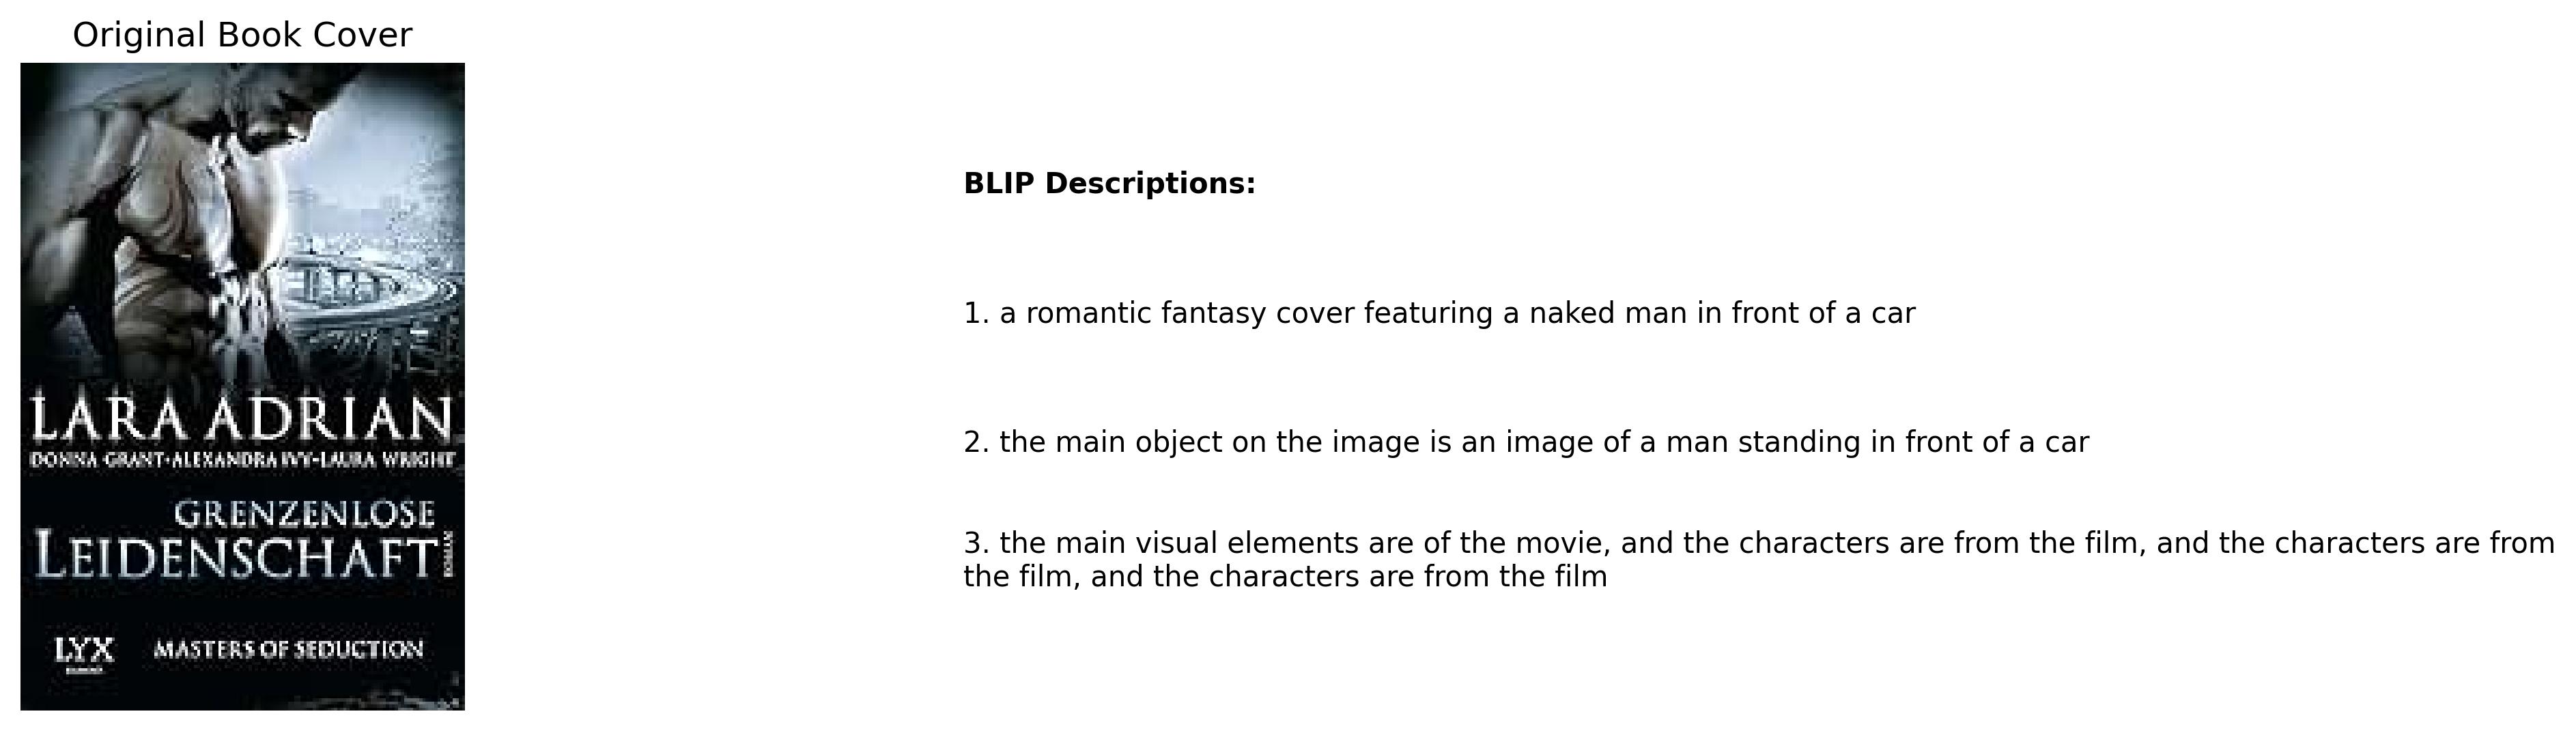 Original Book Cover
LARA ADRIAN
DONNA GRANT•ALEXANDRA IVY•LAURA WRIGHT
GRENZENLOSE
LEIDENSCHAFT
ROMAN
LYX
MASTERS OF SEDUCTION
BLIP Descriptions:
1. a romantic fantasy cover featuring a naked man in front of a car
2. the main object on the image is an image of a man standing in front of a car
3. the main visual elements are of the movie, and the characters are from the film, and the characters are from
the film, and the characters are from the film